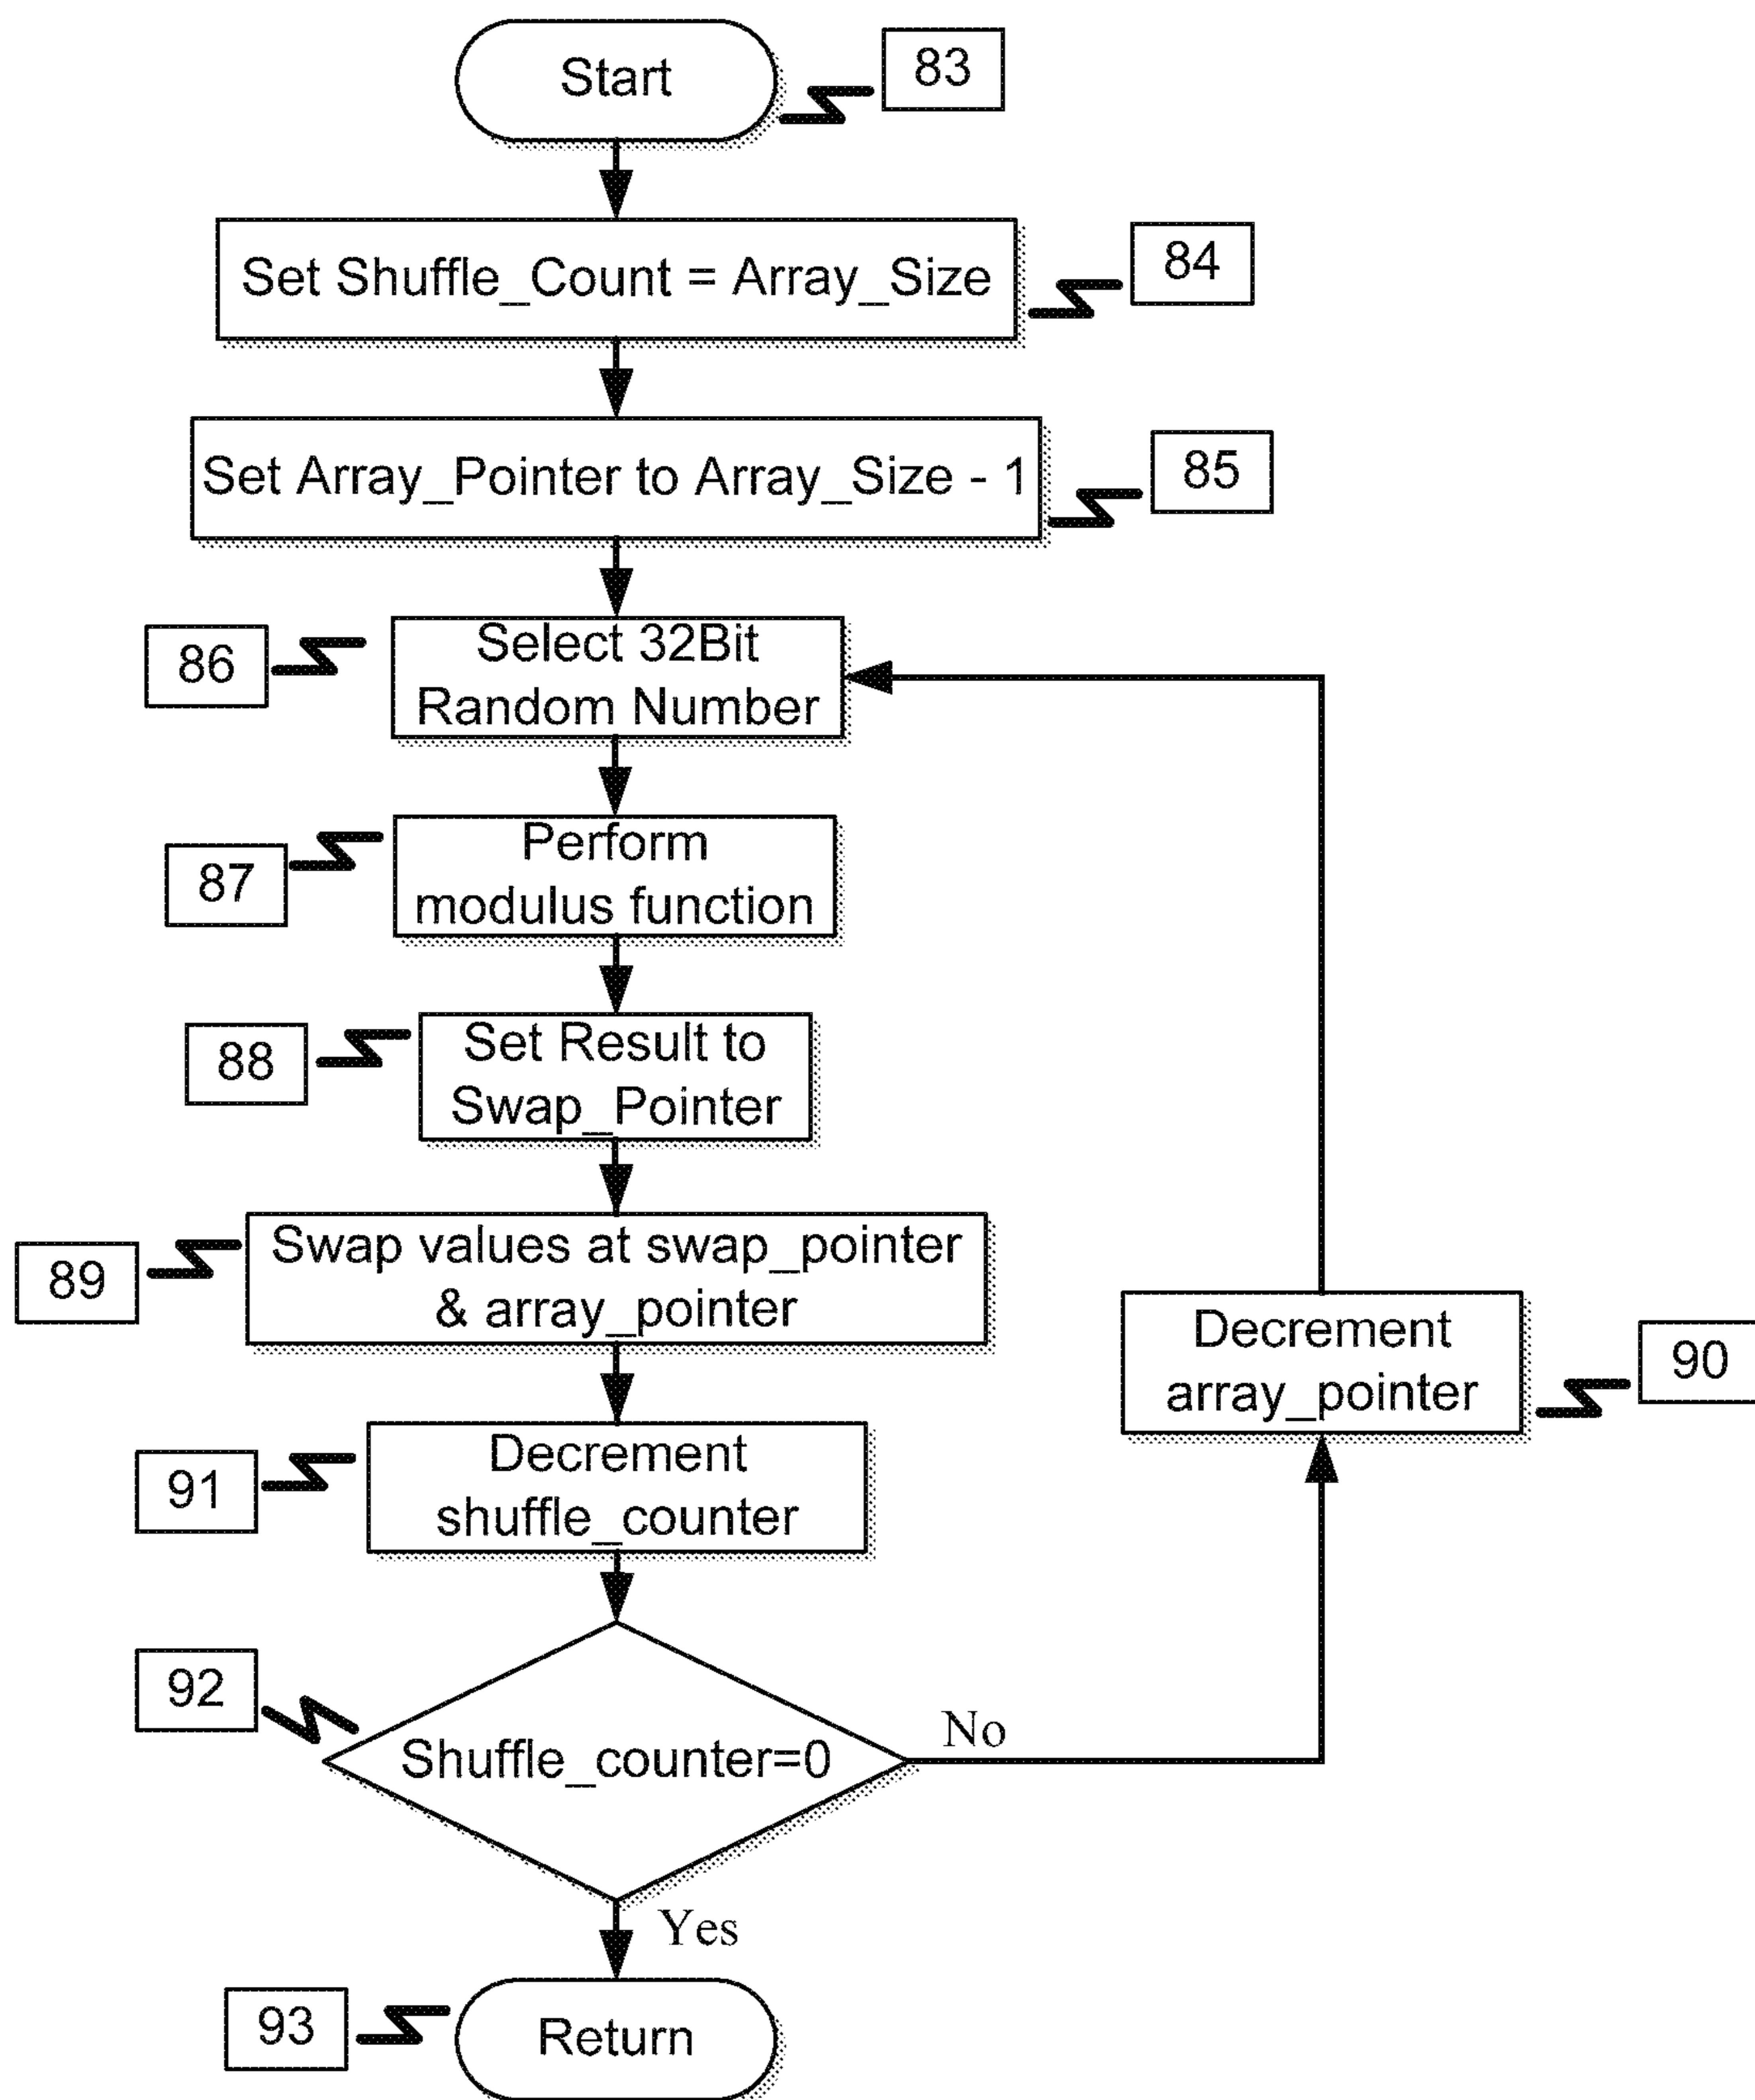 Start
83
Set Shuffle_Count = Array_Size
84
Set Array_Pointer to Array_Size - 1
85
86
Select 32Bit
Random Number
87
Perform
modulus function
88
Set Result to
Swap_Pointer
89
Swap values at swap_pointer
& array_pointer
Decrement
array_pointer
90
91
Decrement
shuffle_counter
92
Shuffle_counter=0
No
Yes
93
Return